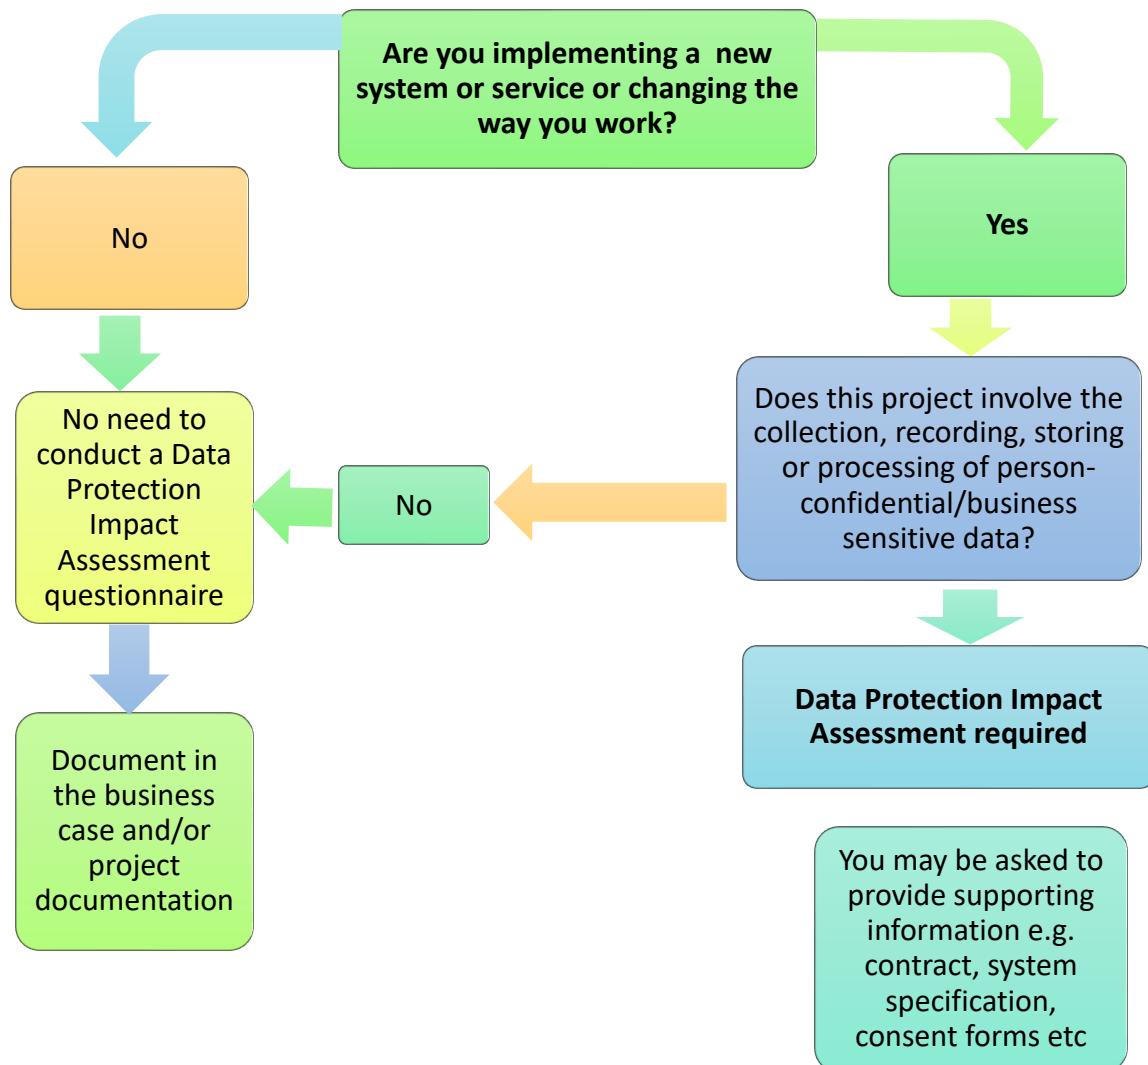 Are you implementing a  new
system or service or changing the
way you work?
No
Yes
No need to
conduct a Data
Protection
Impact
Assessment
questionnaire
No
Does this project involve the
collection, recording, storing
or processing of person-
confidential/business
sensitive data?
Data Protection Impact
Assessment required
Document in
the business
case and/or
project
documentation
You may be asked to
provide supporting
information e.g.
contract, system
specification,
consent forms etc